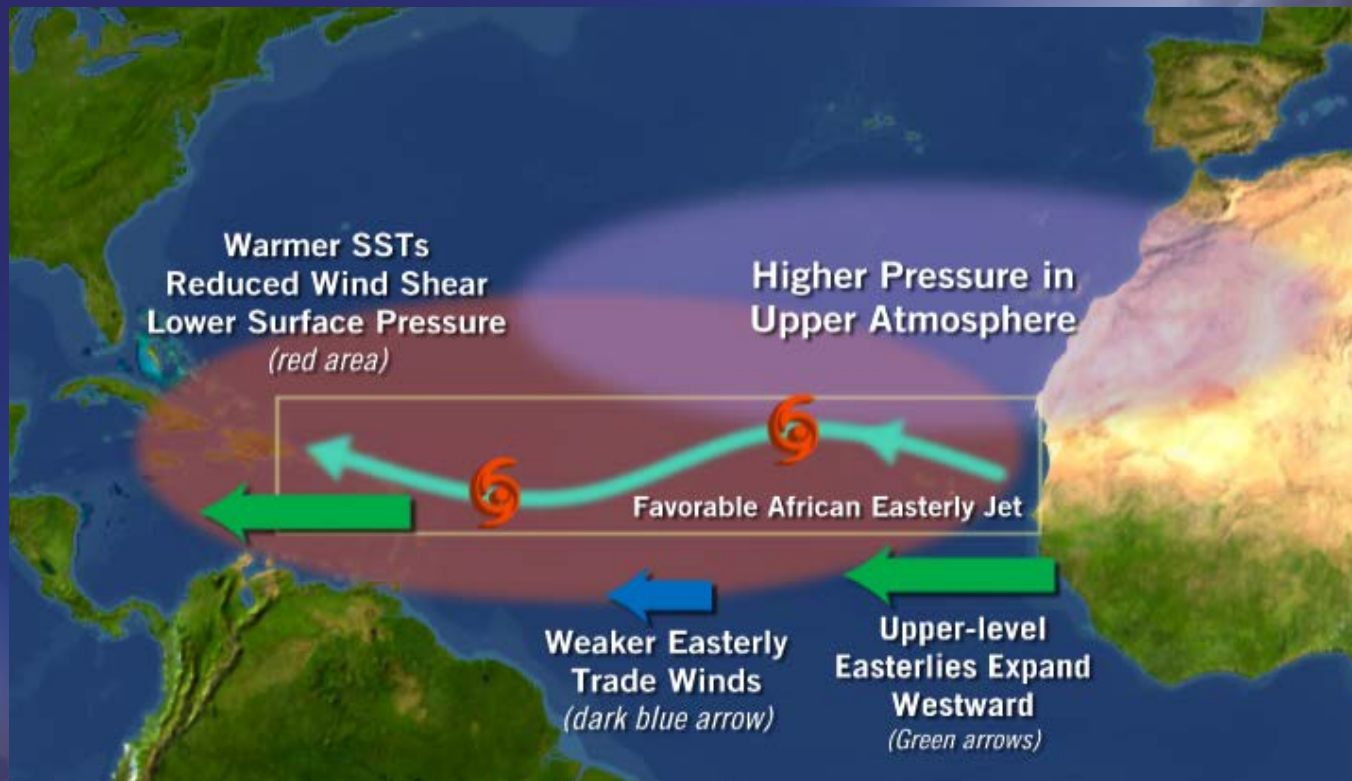 Warmer SSTs
Reduced Wind Shear
Lower Surface Pressure
(red area)
Higher Pressure in
Upper Atmosphere
Favorable African Easterly Jet
Weaker Easterly
Trade Winds
(dark blue arrow)
Upper-level
Easterlies Expand
Westward
(Green arrows)